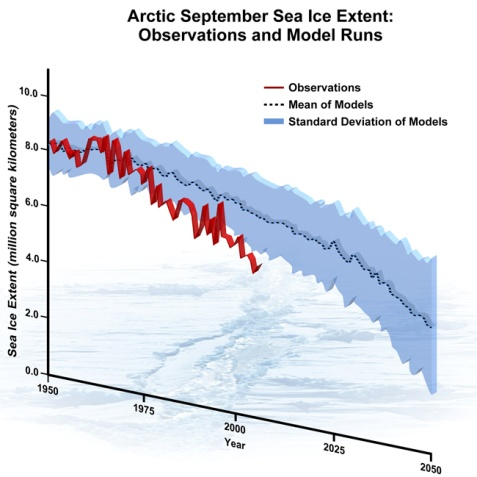 Arctic September Sea Ice Extent:
Observations and Model Runs
Observations
Mean of Models
Standard Deviation of Models
Sea Ice Extent (million square kilometers)
10.0
8.0
6.0
4.0
2.0
0.0
1950
1975
2000
2025
2050
Year